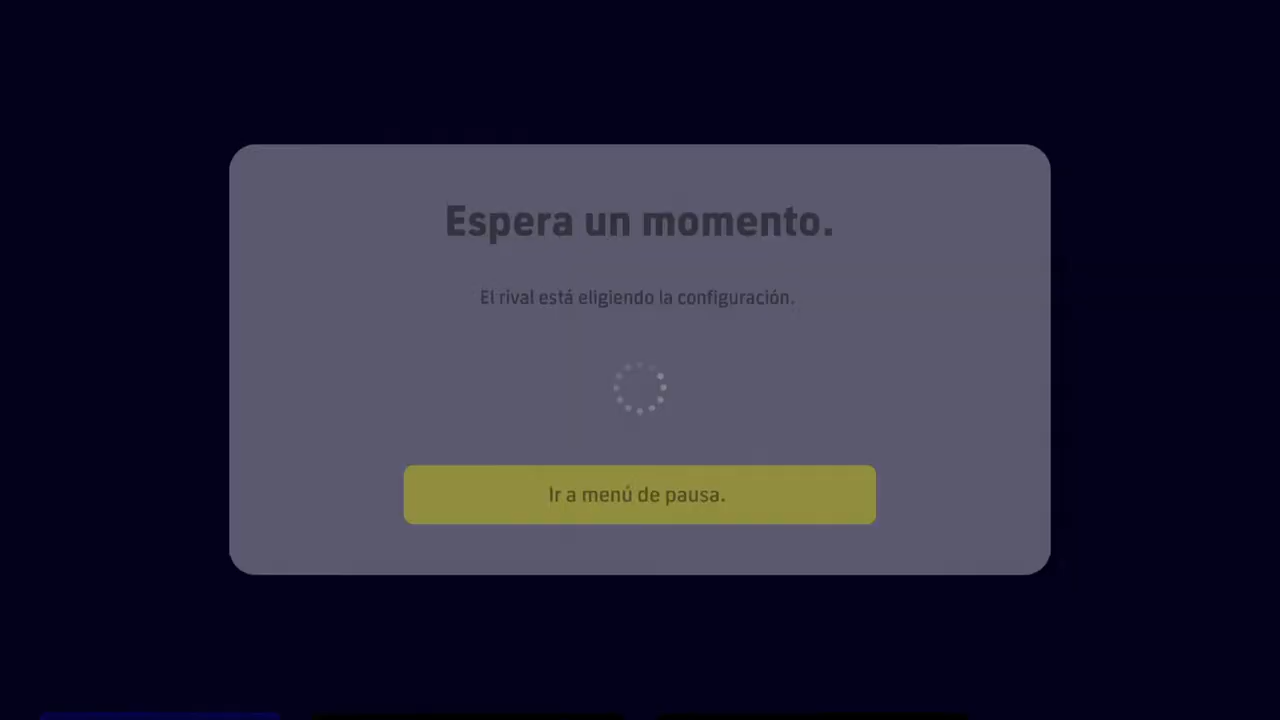 Espera un momento.
El rival está eligiendo la configuración.
Ir a menú de pausa.